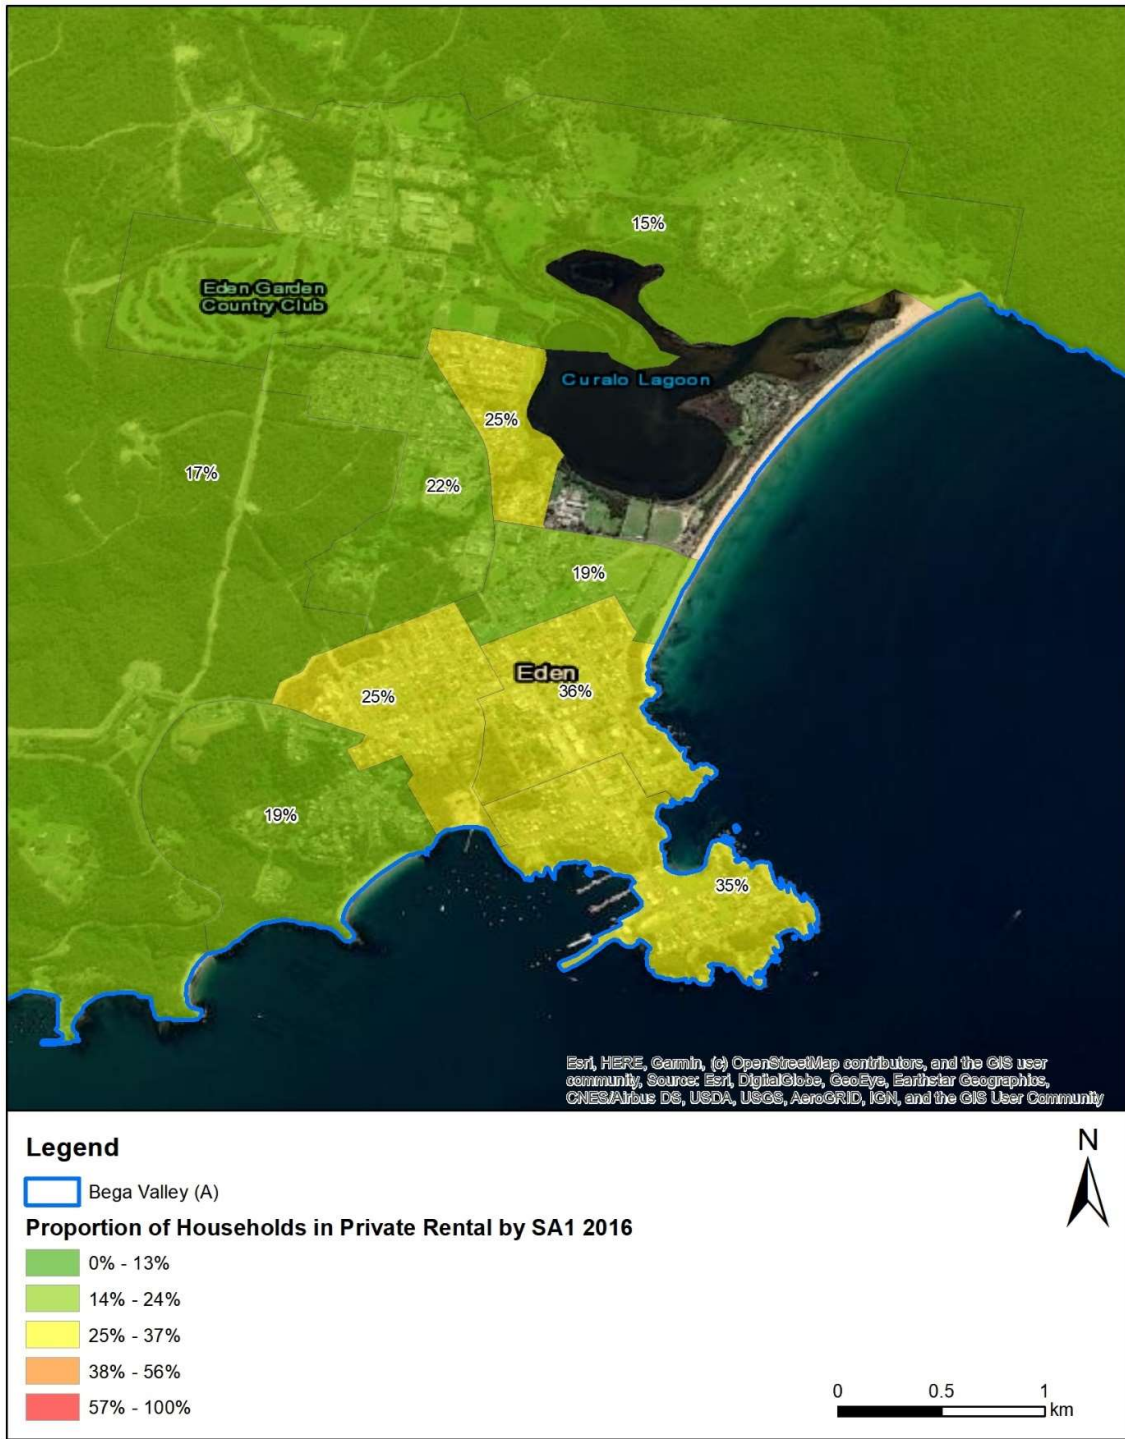 15%
Eden Garden
Country Club
Curalo Lagoon
25%
17%
22%
19%
Eden
36%
25%
19%
35%
Esri, HERE, Garmin, (c) OpenStreetMap contributors, and the GIS user
community, Source: Esri, DigitalGlobe, GeoEye, Earthstar Geographics,
CNES/Airbus DS, USDA, USGS, AeroGRID, IGN, and the GIS User Community
Legend
N
Bega Valley (A)
Proportion of Households in Private Rental by SA1 2016
0% - 13%
14% - 24%
25% - 37%
38% - 56%
57% - 100%
0 0.5 1
km